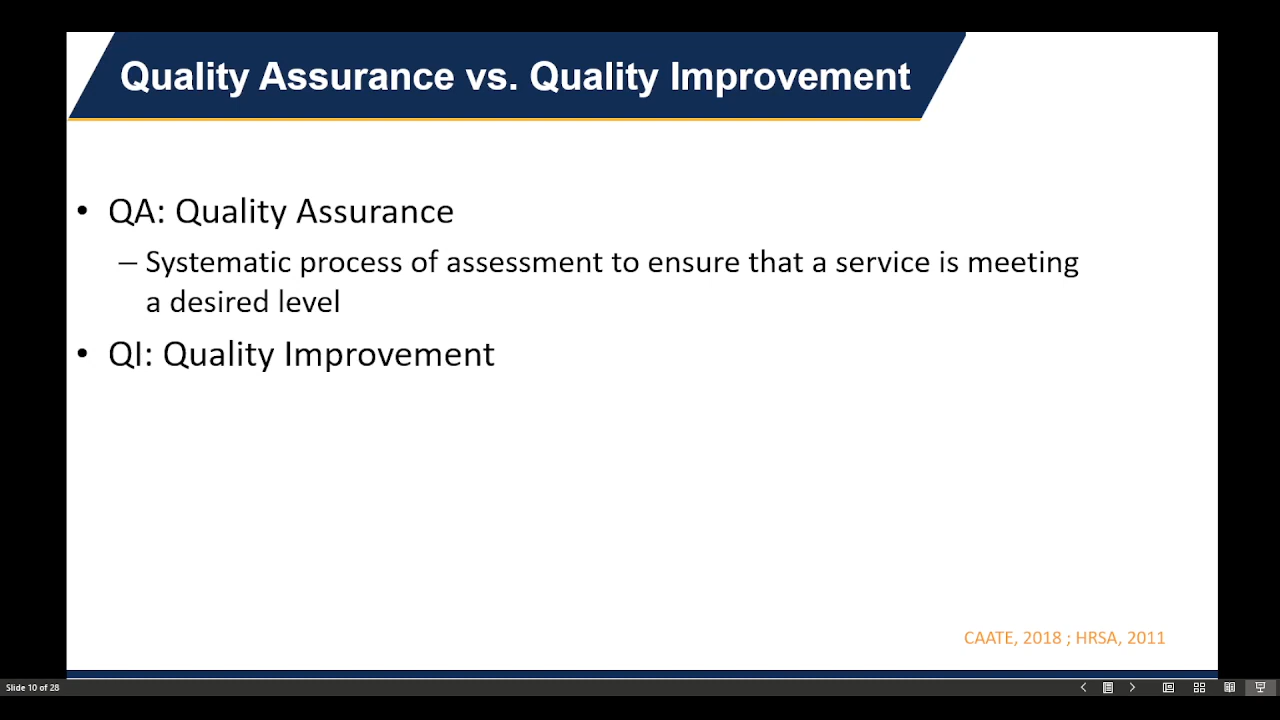 Quality Assurance vs. Quality Improvement
• QA: Quality Assurance
– Systematic process of assessment to ensure that a service is meeting
a desired level
• QI: Quality Improvement
CAATE, 2018 ; HRSA, 2011
Slide 10 of 28